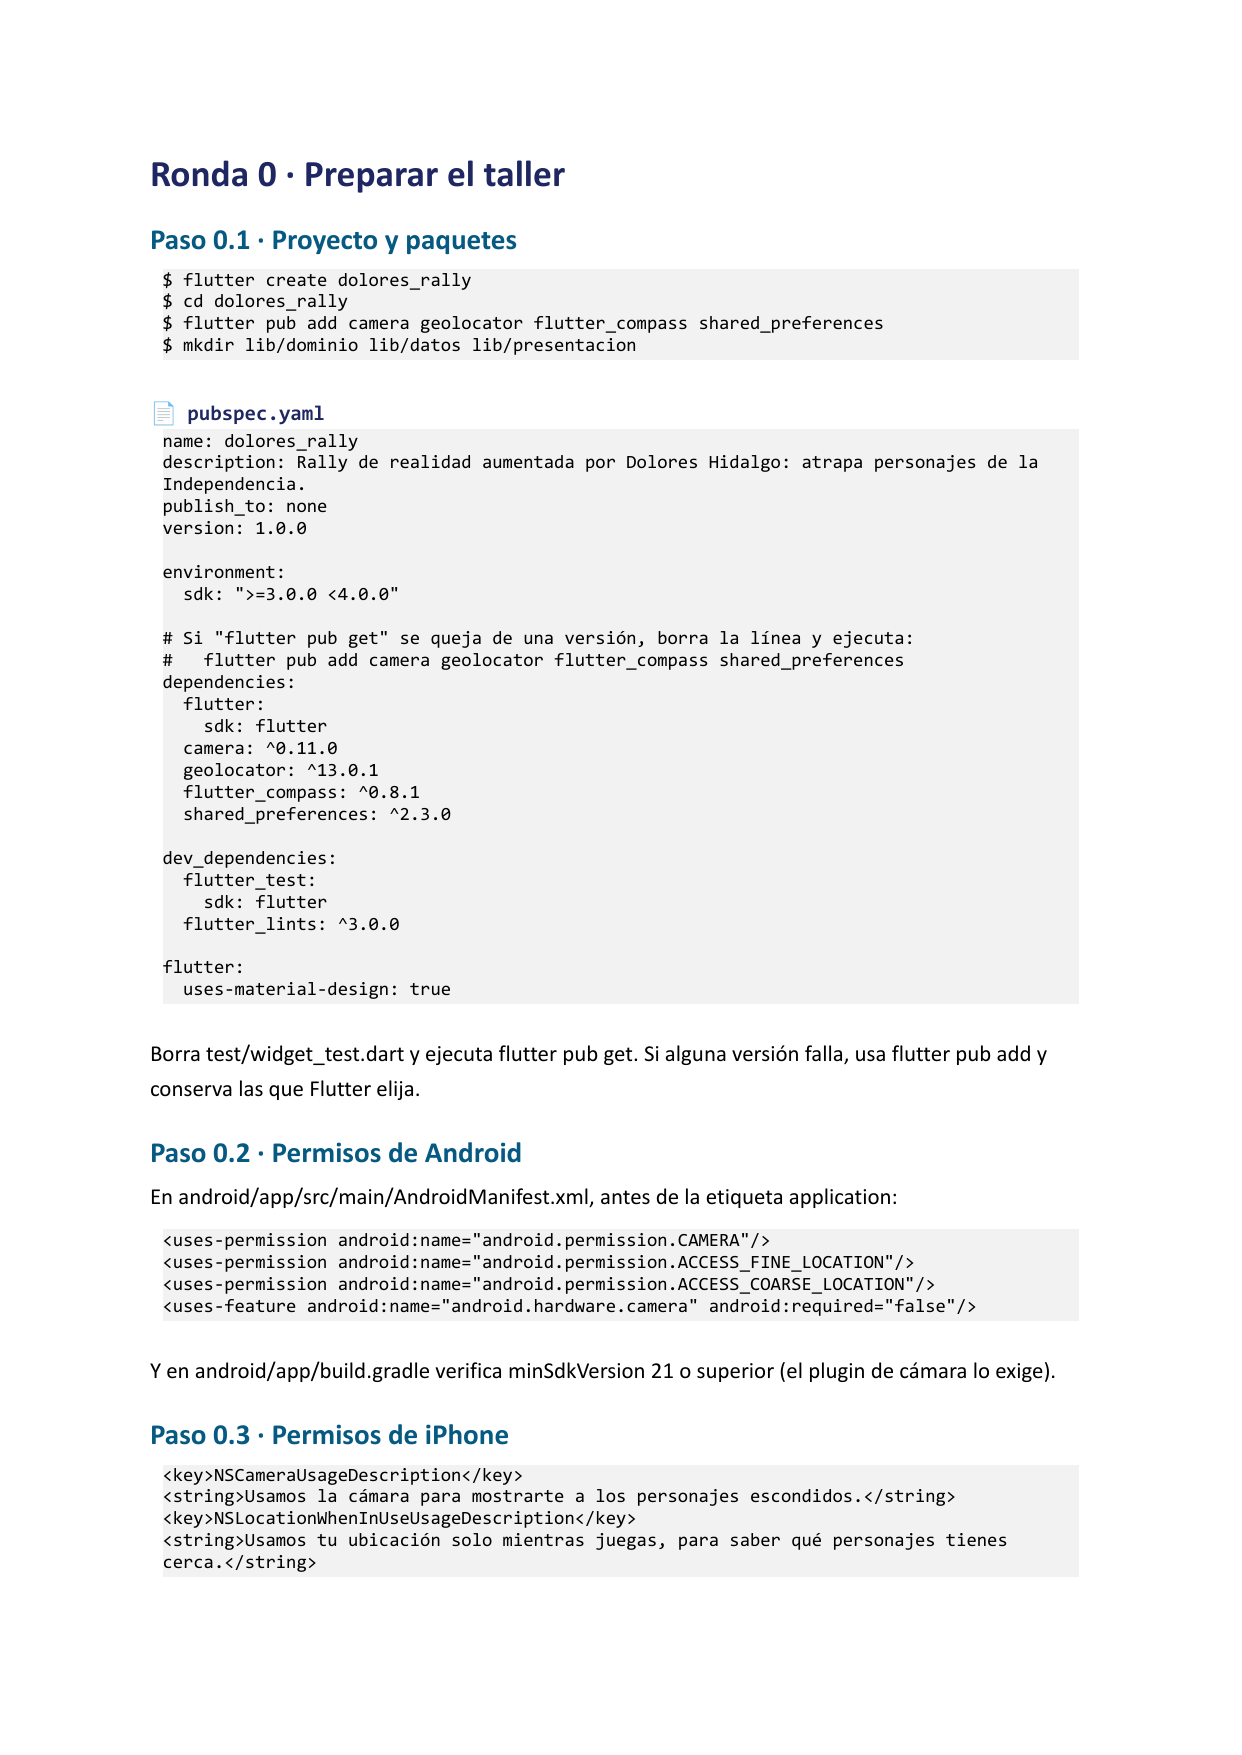 Ronda 0 · Preparar el taller
Paso 0.1 · Proyecto y paquetes
$ flutter create dolores_rally
$ cd dolores_rally
$ flutter pub add camera geolocator flutter_compass shared_preferences
$ mkdir lib/dominio lib/datos lib/presentacion
📄 pubspec.yaml
name: dolores_rally
description: Rally de realidad aumentada por Dolores Hidalgo: atrapa personajes de la
Independencia.
publish_to: none
version: 1.0.0
environment:
  sdk: ">=3.0.0 <4.0.0"
# Si "flutter pub get" se queja de una versión, borra la línea y ejecuta:
#   flutter pub add camera geolocator flutter_compass shared_preferences
dependencies:
  flutter:
    sdk: flutter
  camera: ^0.11.0
  geolocator: ^13.0.1
  flutter_compass: ^0.8.1
  shared_preferences: ^2.3.0
dev_dependencies:
  flutter_test:
    sdk: flutter
  flutter_lints: ^3.0.0
flutter:
  uses-material-design: true
Borra test/widget_test.dart y ejecuta flutter pub get. Si alguna versión falla, usa flutter pub add y
conserva las que Flutter elija.
Paso 0.2 · Permisos de Android
En android/app/src/main/AndroidManifest.xml, antes de la etiqueta application:
<uses-permission android:name="android.permission.CAMERA"/>
<uses-permission android:name="android.permission.ACCESS_FINE_LOCATION"/>
<uses-permission android:name="android.permission.ACCESS_COARSE_LOCATION"/>
<uses-feature android:name="android.hardware.camera" android:required="false"/>
Y en android/app/build.gradle verifica minSdkVersion 21 o superior (el plugin de cámara lo exige).
Paso 0.3 · Permisos de iPhone
<key>NSCameraUsageDescription</key>
<string>Usamos la cámara para mostrarte a los personajes escondidos.</string>
<key>NSLocationWhenInUseUsageDescription</key>
<string>Usamos tu ubicación solo mientras juegas, para saber qué personajes tienes
cerca.</string>